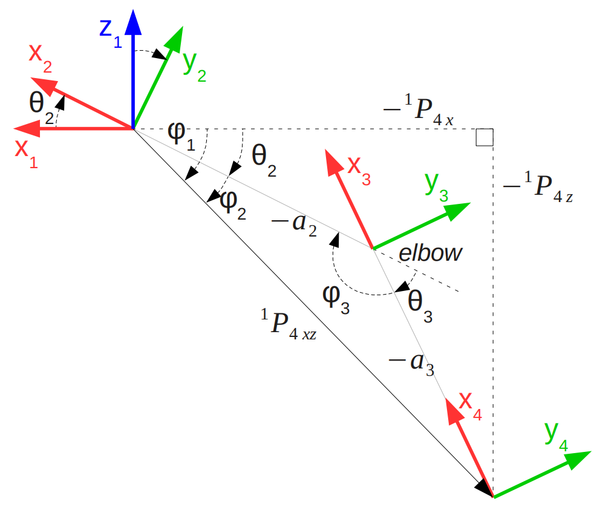 z₁
y₂
x₂
θ₂
x₁
φ₁
θ₂
φ₂
−¹P₄ₓ
−¹P₄z
x₃
y₃
−a₂
elbow
φ₃
θ₃
¹P₄xz
−a₃
x₄
y₄